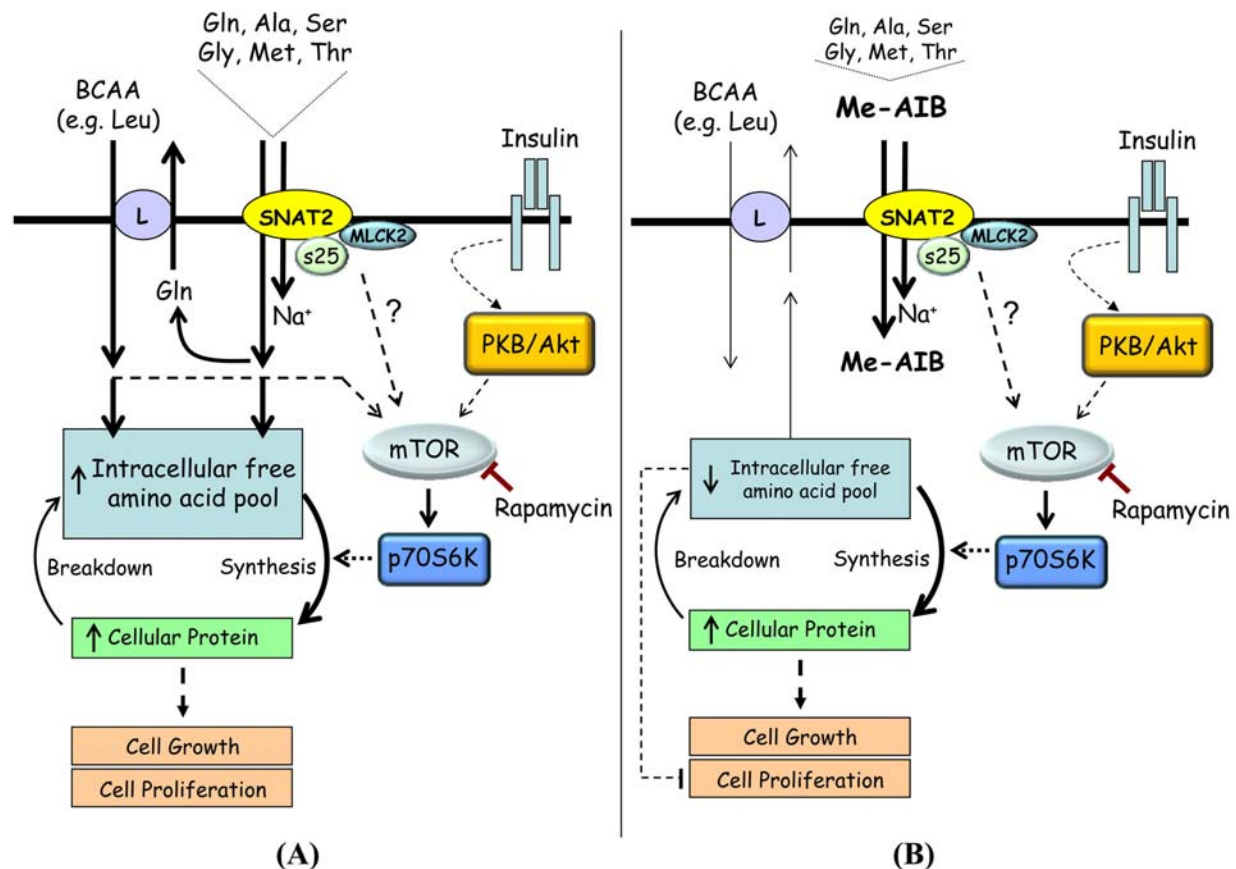 Gln, Ala, Ser
Gly, Met, Thr
BCAA
(e.g. Leu)
Insulin
L
SNAT2
MLCK2
s25
Gln
Na⁺
?
PKB/Akt
mTOR
↑ Intracellular free
amino acid pool
Rapamycin
Breakdown
Synthesis
p70S6K
↑ Cellular Protein
Cell Growth
Cell Proliferation
(A)
Gln, Ala, Ser
Gly, Met, Thr
BCAA
(e.g. Leu)
Me-AIB
Insulin
L
SNAT2
MLCK2
s25
Na⁺
?
PKB/Akt
Me-AIB
mTOR
↓ Intracellular free
amino acid pool
Rapamycin
Breakdown
Synthesis
p70S6K
↑ Cellular Protein
Cell Growth
Cell Proliferation
(B)